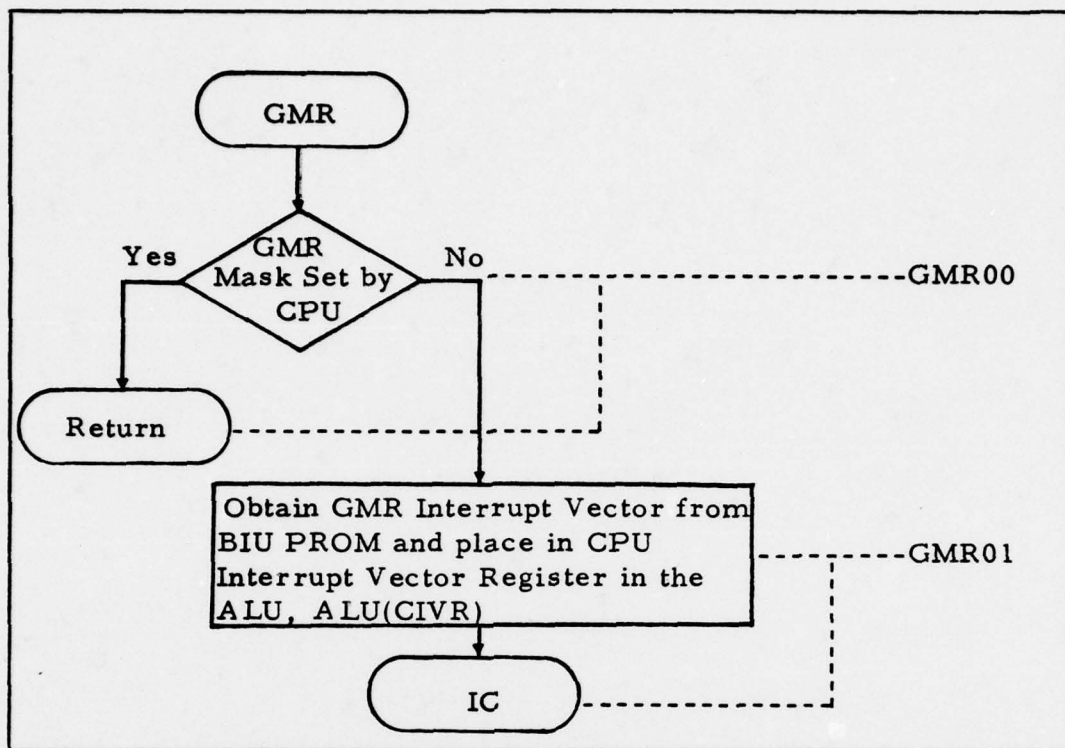 GMR
Yes
GMR
Mask Set by
CPU
No
GMR00
Return
Obtain GMR Interrupt Vector from
BIU PROM and place in CPU
Interrupt Vector Register in the
ALU, ALU(CIVR)
GMR01
IC